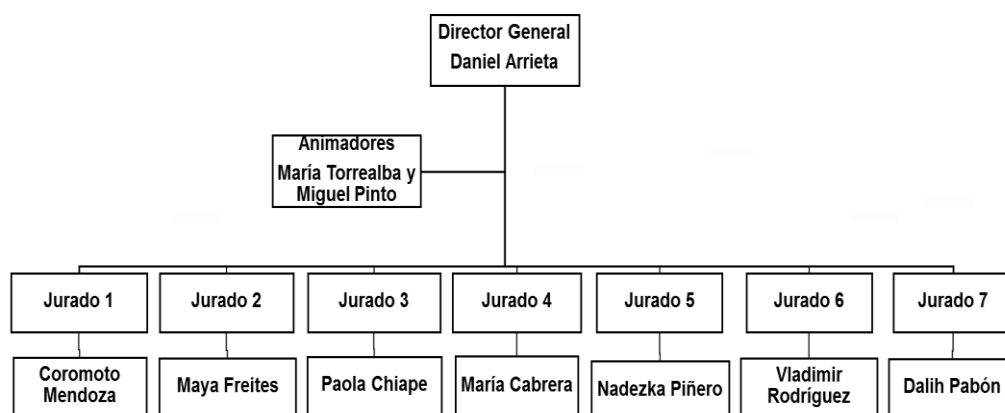 Director General
Daniel Arrieta
Animadores
María Torrealba y
Miguel Pinto
Jurado 1
Jurado 2
Jurado 3
Jurado 4
Jurado 5
Jurado 6
Jurado 7
Coromoto
Mendoza
Maya Freites
Paola Chiape
María Cabrera
Nadezka Piñero
Vladimir
Rodríguez
Dalih Pabón